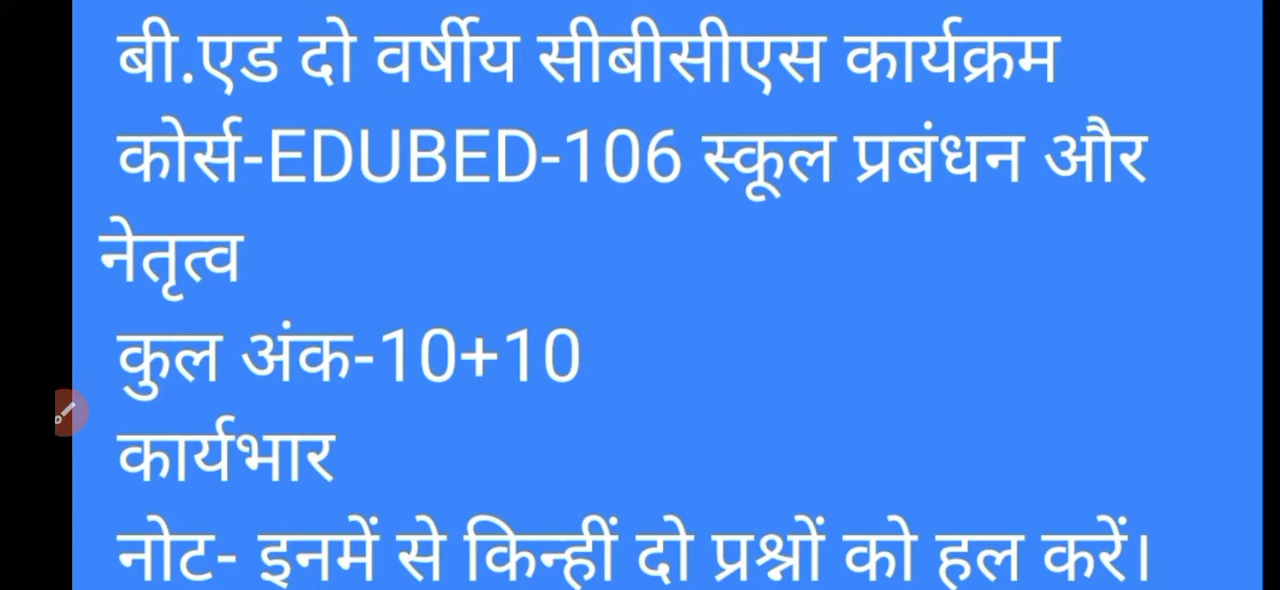 बी.एड दो वर्षीय सीबीसीएस कार्यक्रम
कोर्स-EDUBED-106 स्कूल प्रबंधन और
नेतृत्व
कुल अंक-10+10
कार्यभार
नोट- इनमें से किन्हीं दो प्रश्नों को हल करें।